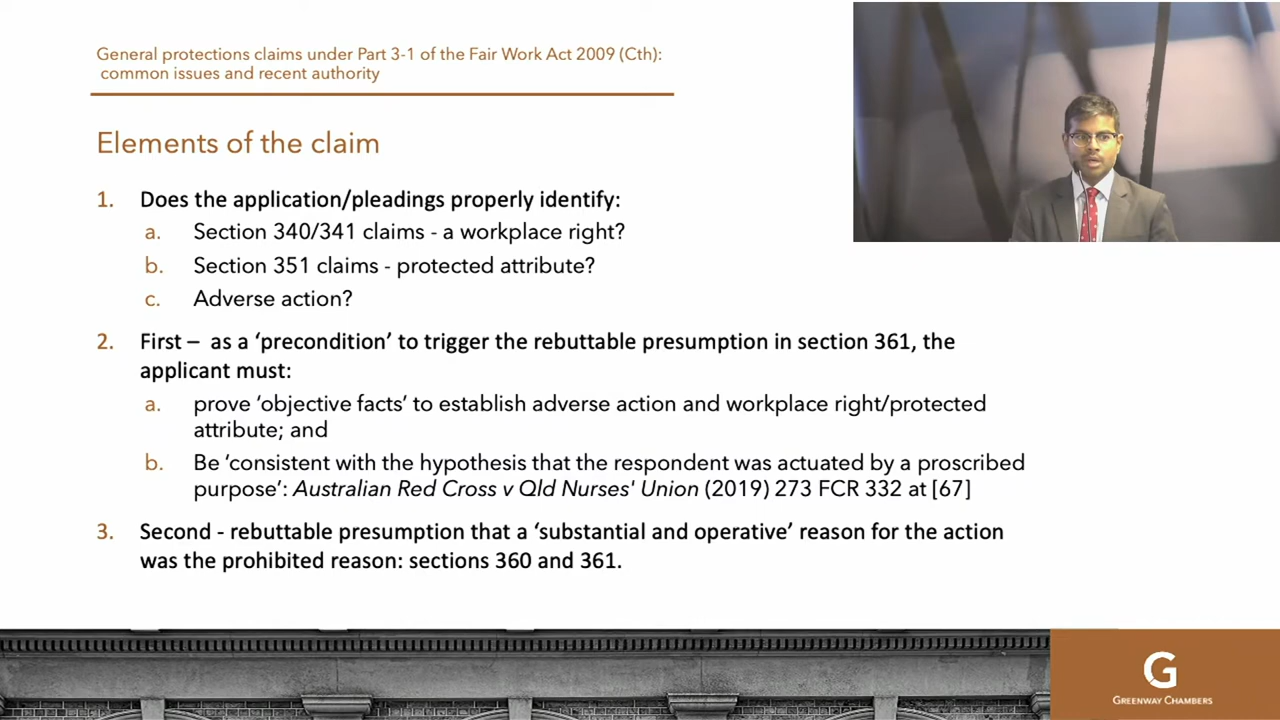 General protections claims under Part 3-1 of the Fair Work Act 2009 (Cth):
common issues and recent authority
Elements of the claim
1. Does the application/pleadings properly identify:
a. Section 340/341 claims - a workplace right?
b. Section 351 claims - protected attribute?
c. Adverse action?
2. First – as a ‘precondition’ to trigger the rebuttable presumption in section 361, the
applicant must:
a. prove ‘objective facts’ to establish adverse action and workplace right/protected
attribute; and
b. Be ‘consistent with the hypothesis that the respondent was actuated by a proscribed
purpose’: Australian Red Cross v Qld Nurses' Union (2019) 273 FCR 332 at [67]
3. Second - rebuttable presumption that a ‘substantial and operative’ reason for the action
was the prohibited reason: sections 360 and 361.
G
GREENWAY CHAMBERS